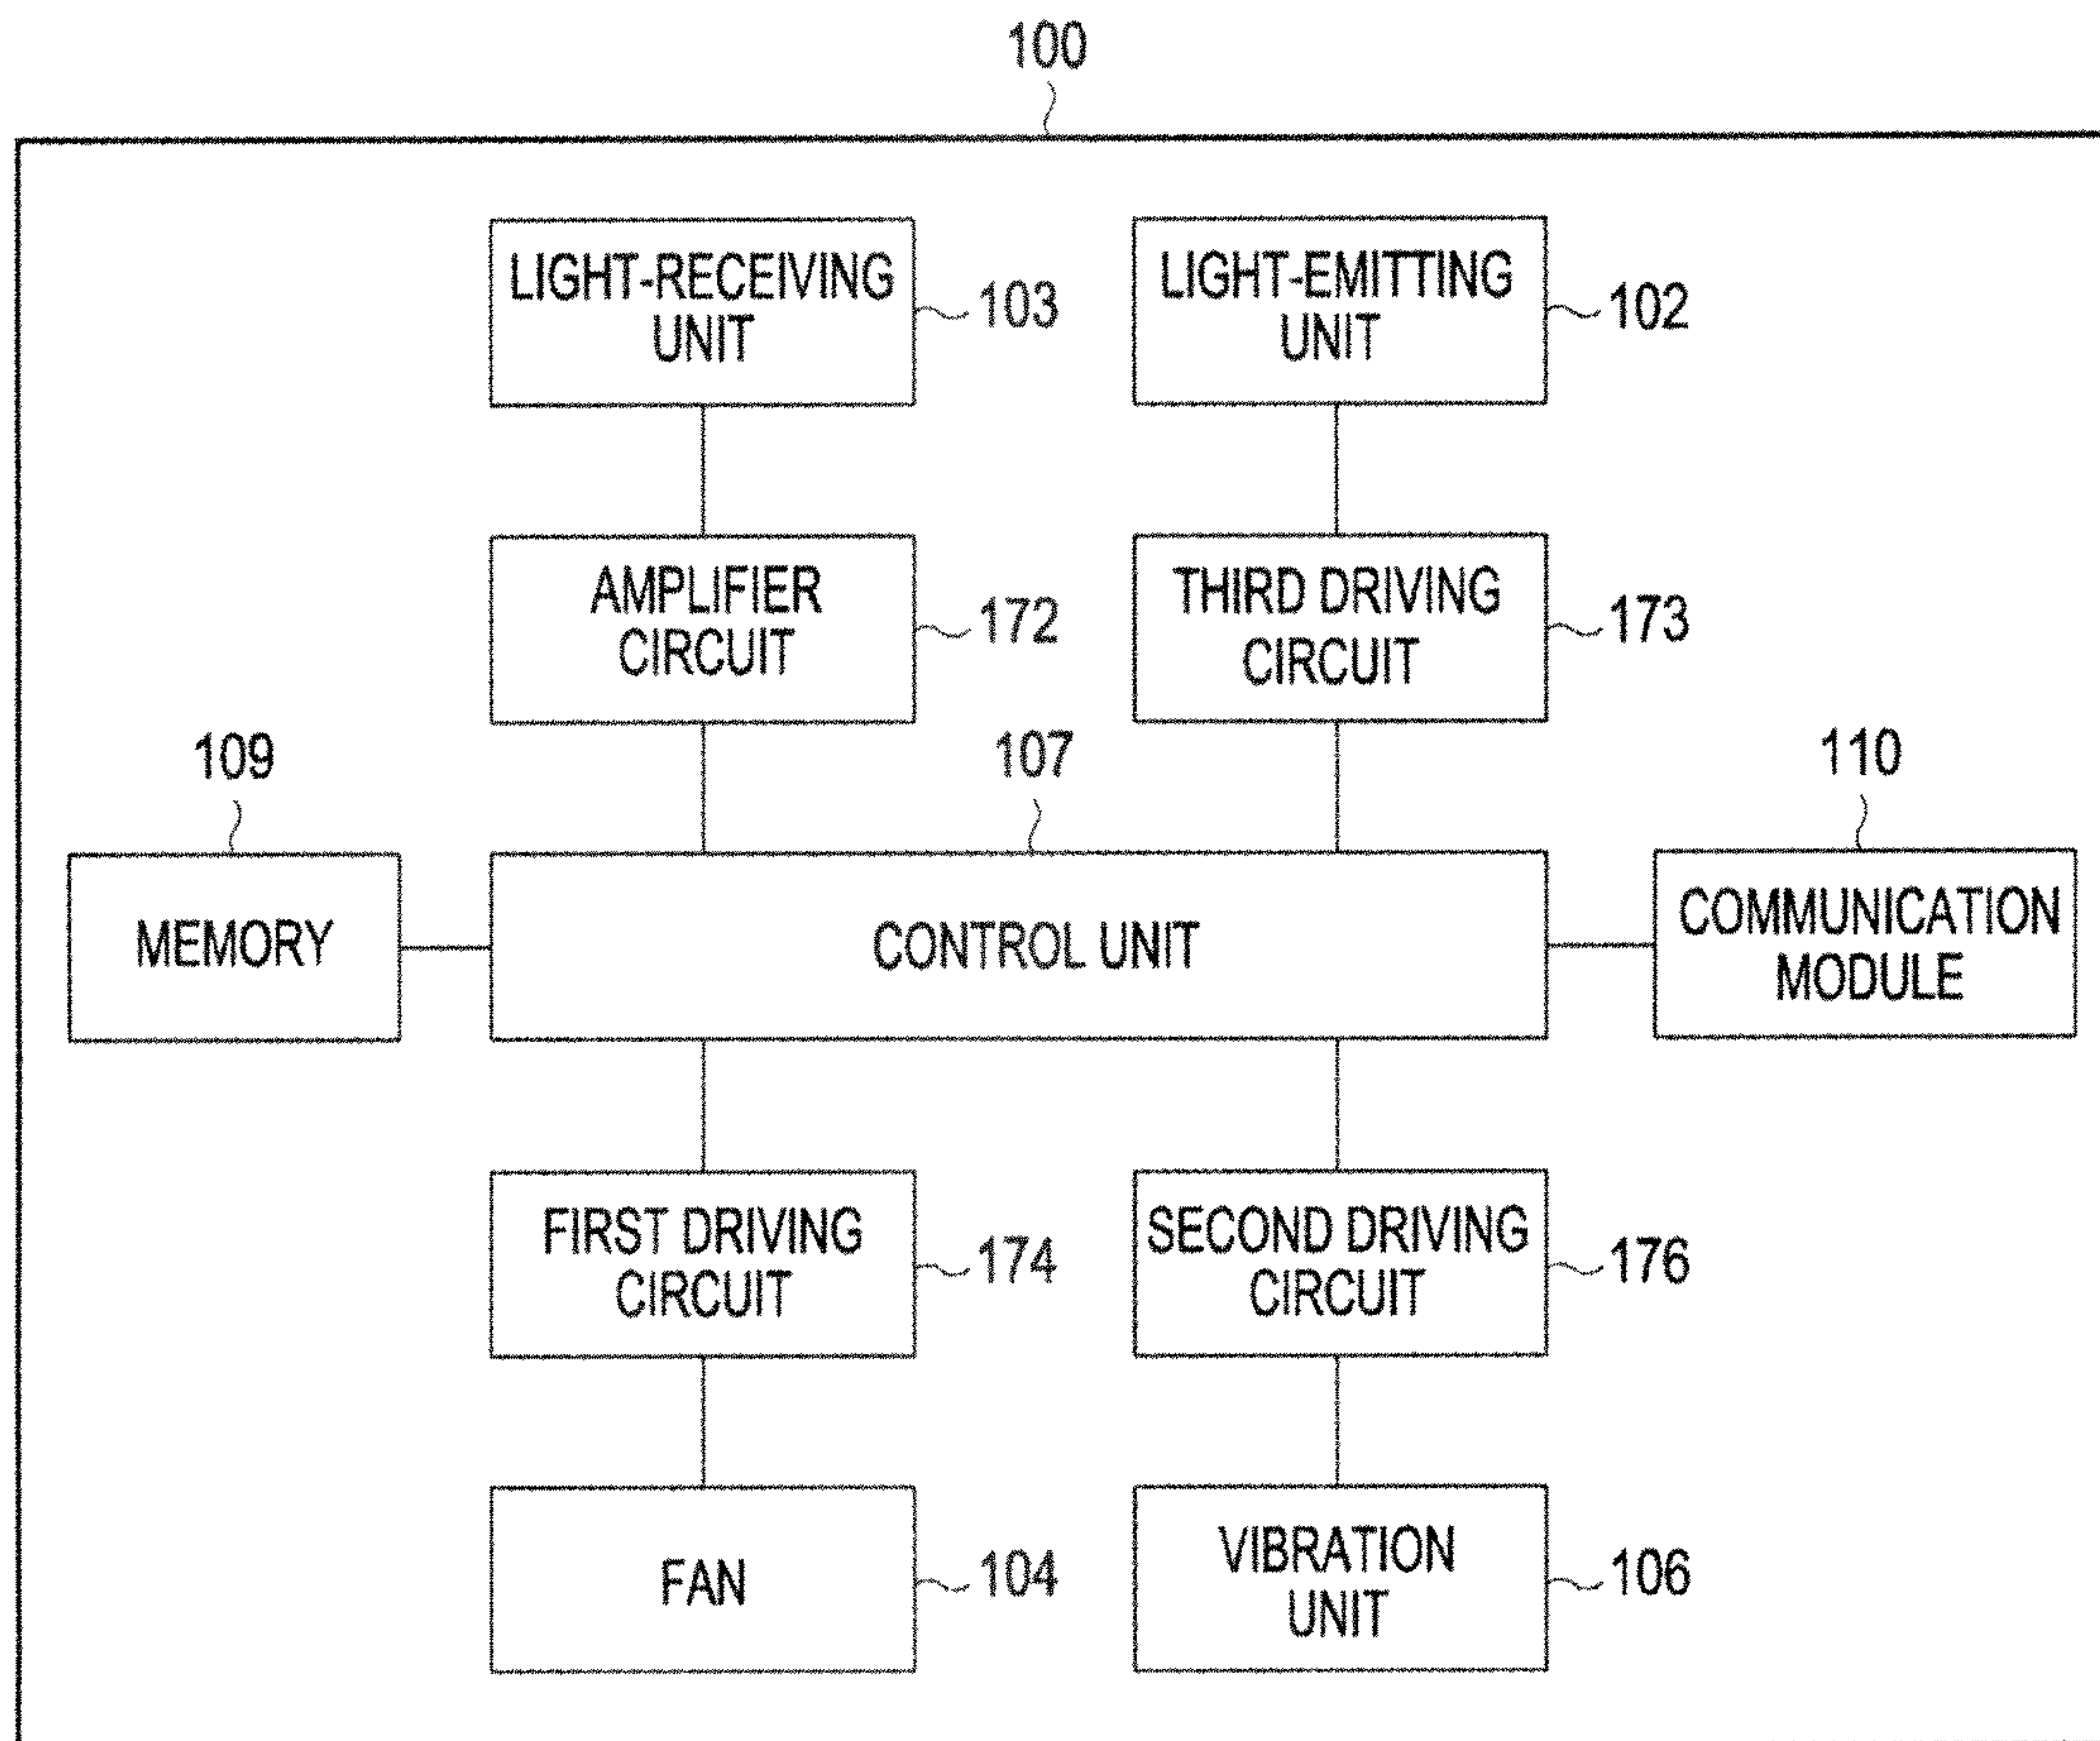 100
LIGHT-RECEIVING
UNIT
103
LIGHT-EMITTING
UNIT
102
AMPLIFIER
CIRCUIT
172
THIRD DRIVING
CIRCUIT
173
109
107
110
MEMORY
CONTROL UNIT
COMMUNICATION
MODULE
FIRST DRIVING
CIRCUIT
174
SECOND DRIVING
CIRCUIT
176
FAN
104
VIBRATION
UNIT
106